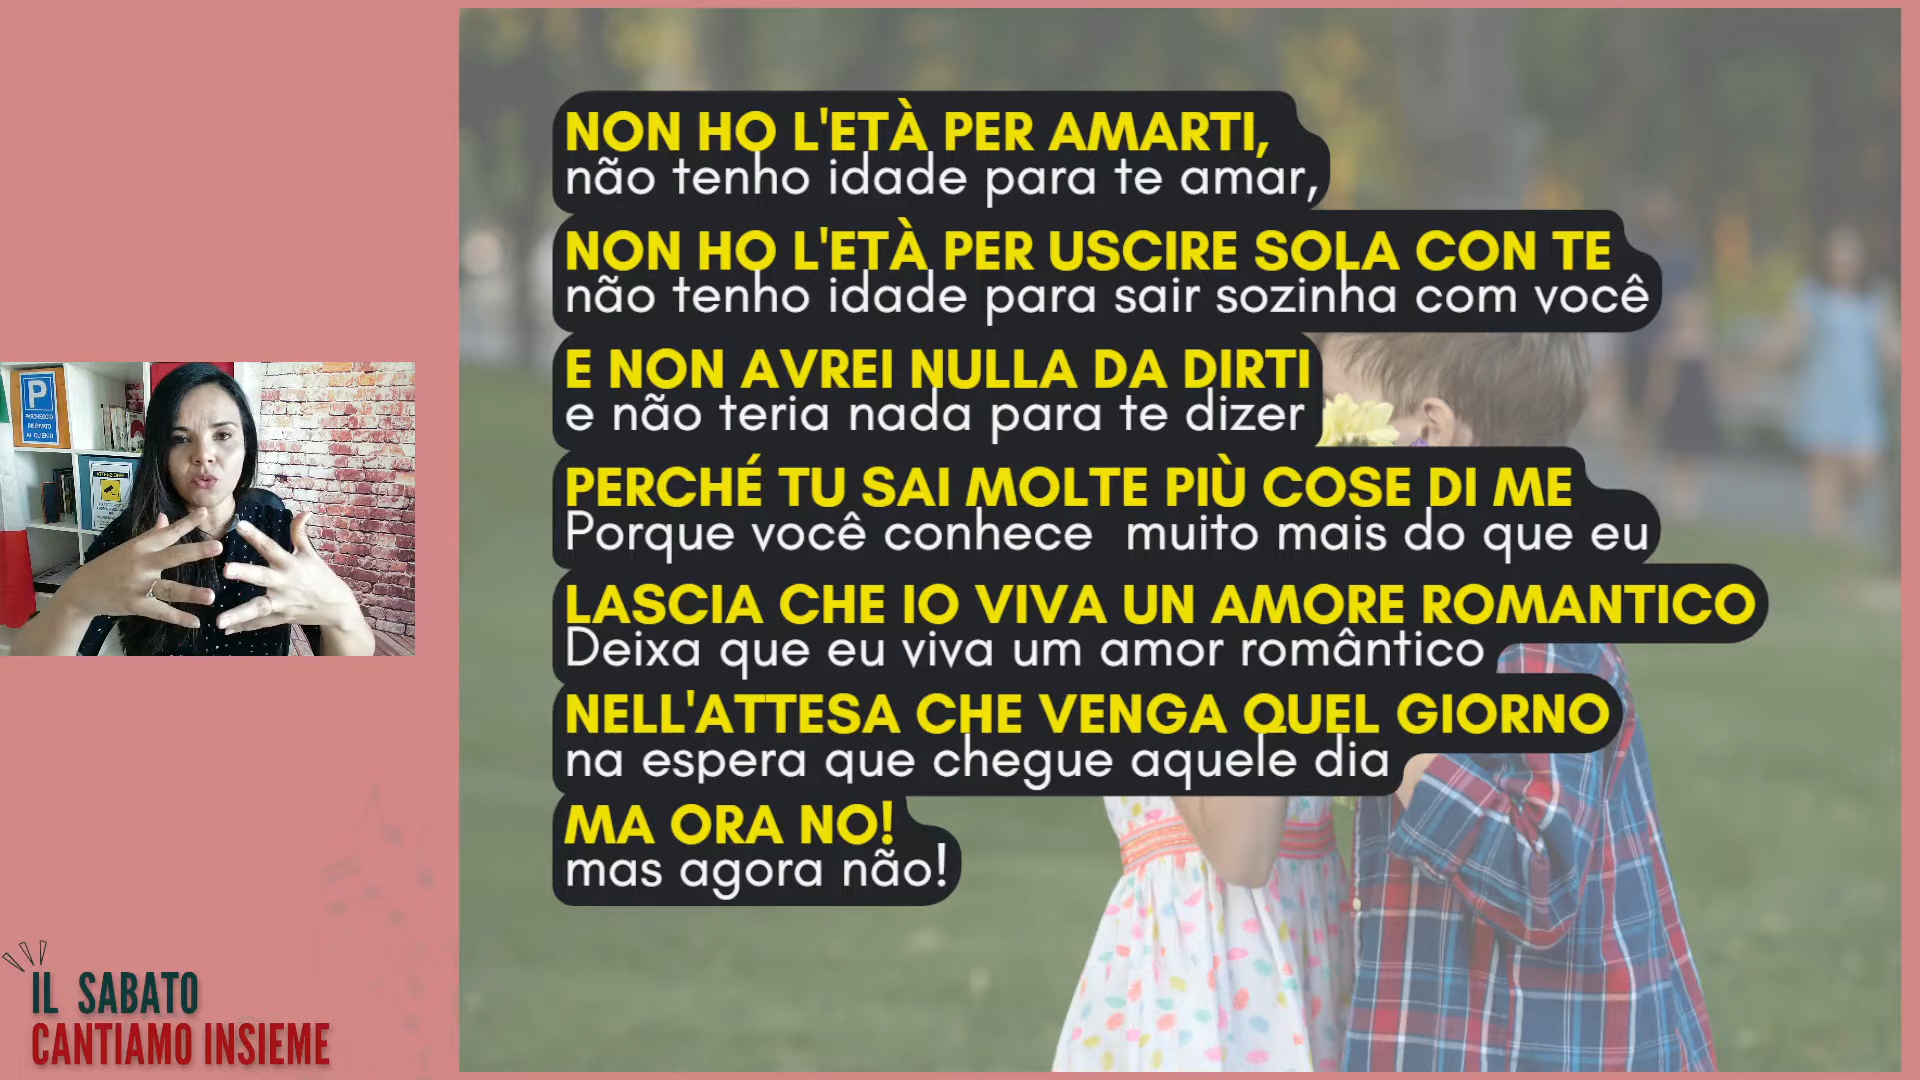 NON HO L'ETÀ PER AMARTI,
não tenho idade para te amar,
NON HO L'ETÀ PER USCIRE SOLA CON TE
não tenho idade para sair sozinha com você
E NON AVREI NULLA DA DIRTI
e não teria nada para te dizer
PERCHÉ TU SAI MOLTE PIÙ COSE DI ME
Porque você conhece muito mais do que eu
LASCIA CHE IO VIVA UN AMORE ROMANTICO
Deixa que eu viva um amor romântico
NELL'ATTESA CHE VENGA QUEL GIORNO
na espera que chegue aquele dia
MA ORA NO!
mas agora não!
P
PARCHEGGIO
RISERVATO
AI CLIENTI
IL SABATO
CANTIAMO INSIEME